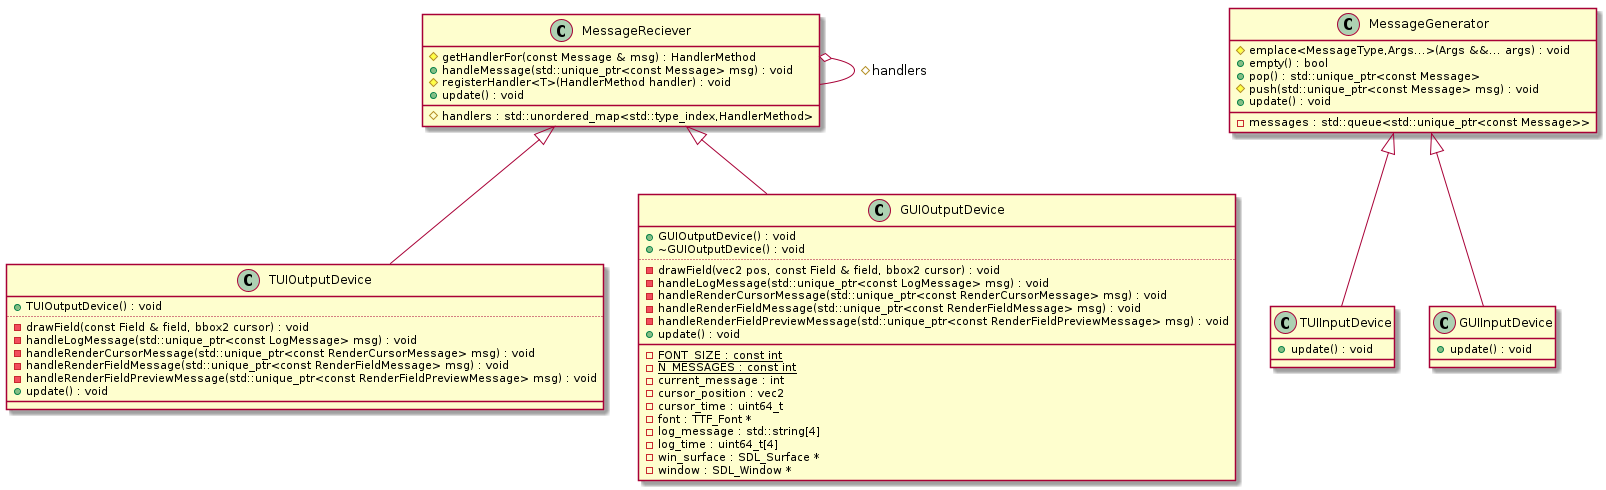 MessageReciever
getHandlerFor(const Message & msg) : HandlerMethod
handleMessage(std::unique_ptr<const Message> msg) : void
registerHandler<T>(HandlerMethod handler) : void
update() : void
handlers : std::unordered_map<std::type_index,HandlerMethod>
handlers
MessageGenerator
emplace<MessageType,Args...>(Args &&... args) : void
empty() : bool
pop() : std::unique_ptr<const Message>
push(std::unique_ptr<const Message> msg) : void
update() : void
messages : std::queue<std::unique_ptr<const Message>>
TUIOutputDevice
TUIOutputDevice() : void
drawField(const Field & field, bbox2 cursor) : void
handleLogMessage(std::unique_ptr<const LogMessage> msg) : void
handleRenderCursorMessage(std::unique_ptr<const RenderCursorMessage> msg) : void
handleRenderFieldMessage(std::unique_ptr<const RenderFieldMessage> msg) : void
handleRenderFieldPreviewMessage(std::unique_ptr<const RenderFieldPreviewMessage> msg) : void
update() : void
GUIOutputDevice
GUIOutputDevice() : void
~GUIOutputDevice() : void
drawField(vec2 pos, const Field & field, bbox2 cursor) : void
handleLogMessage(std::unique_ptr<const LogMessage> msg) : void
handleRenderCursorMessage(std::unique_ptr<const RenderCursorMessage> msg) : void
handleRenderFieldMessage(std::unique_ptr<const RenderFieldMessage> msg) : void
handleRenderFieldPreviewMessage(std::unique_ptr<const RenderFieldPreviewMessage> msg) : void
update() : void
FONT_SIZE : const int
N_MESSAGES : const int
current_message : int
cursor_position : vec2
cursor_time : uint64_t
font : TTF_Font *
log_message : std::string[4]
log_time : uint64_t[4]
win_surface : SDL_Surface *
window : SDL_Window *
TUIInputDevice
update() : void
GUIInputDevice
update() : void